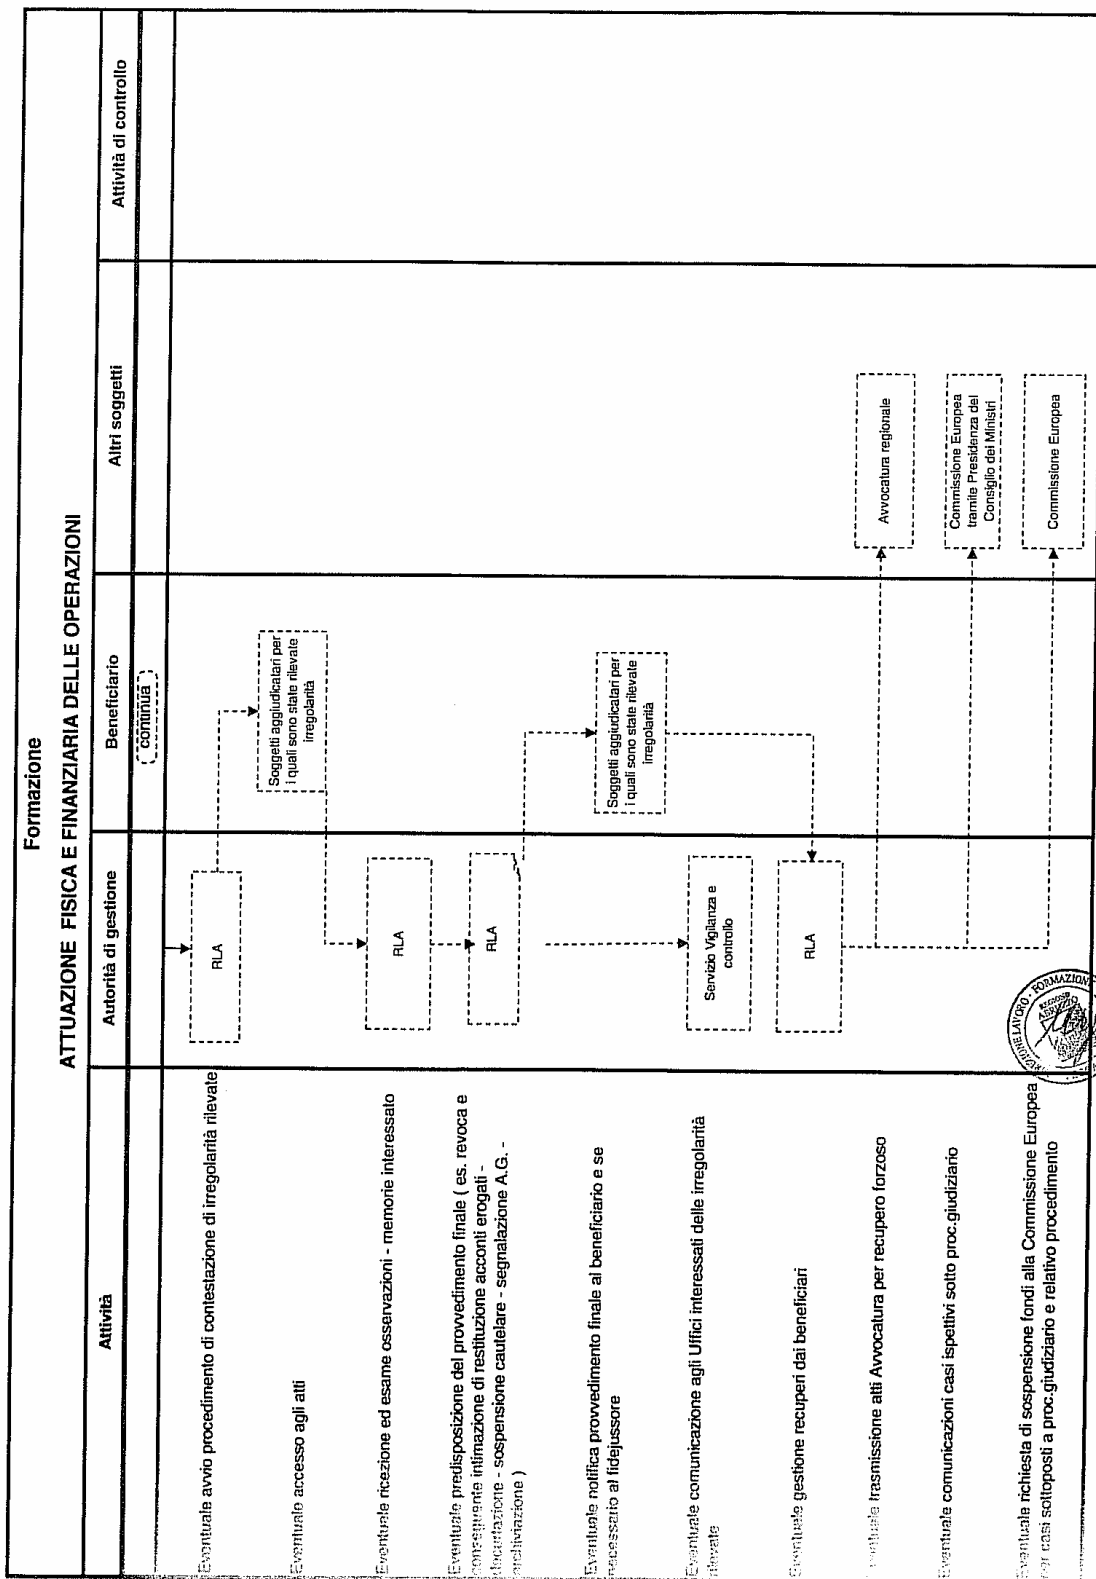 Formazione
ATTUAZIONE FISICA E FINANZIARIA DELLE OPERAZIONI
Attività
Autorità di gestione
Beneficiario
Altri soggetti
Attività di controllo
continua
Eventuale avvio procedimento di contestazione di irregolarità rilevate
RLA
Eventuale accesso agli atti
Soggetti aggiudicatari per
i quali sono state rilevate
irregolarità
Eventuale ricezione ed esame osservazioni - memorie interessato
RLA
Eventuale predisposizione del provvedimento finale ( es. revoca e
conseguente intimazione di restituzione acconti erogati -
decurtazione - sospensione cautelare - segnalazione A.G. -
archiviazione )
RLA
Eventuale notifica provvedimento finale al beneficiario e se
necessario al fidejussore
Soggetti aggiudicatari per
i quali sono state rilevate
irregolarità
Eventuale comunicazione agli Uffici interessati delle irregolarità
rilevate
Servizio Vigilanza e
controllo
Eventuale gestione recuperi dai beneficiari
RLA
Eventuale trasmissione atti Avvocatura per recupero forzoso
Avvocatura regionale
Eventuale comunicazioni casi ispettivi sotto proc.giudiziario
Commissione Europea
tramite Presidenza del
Consiglio dei Ministri
Eventuale richiesta di sospensione fondi alla Commissione Europea
per casi sottoposti a proc.giudiziario e relativo procedimento
Commissione Europea
LAVORO - FORMAZIONE
REGIONE
ABRUZZO